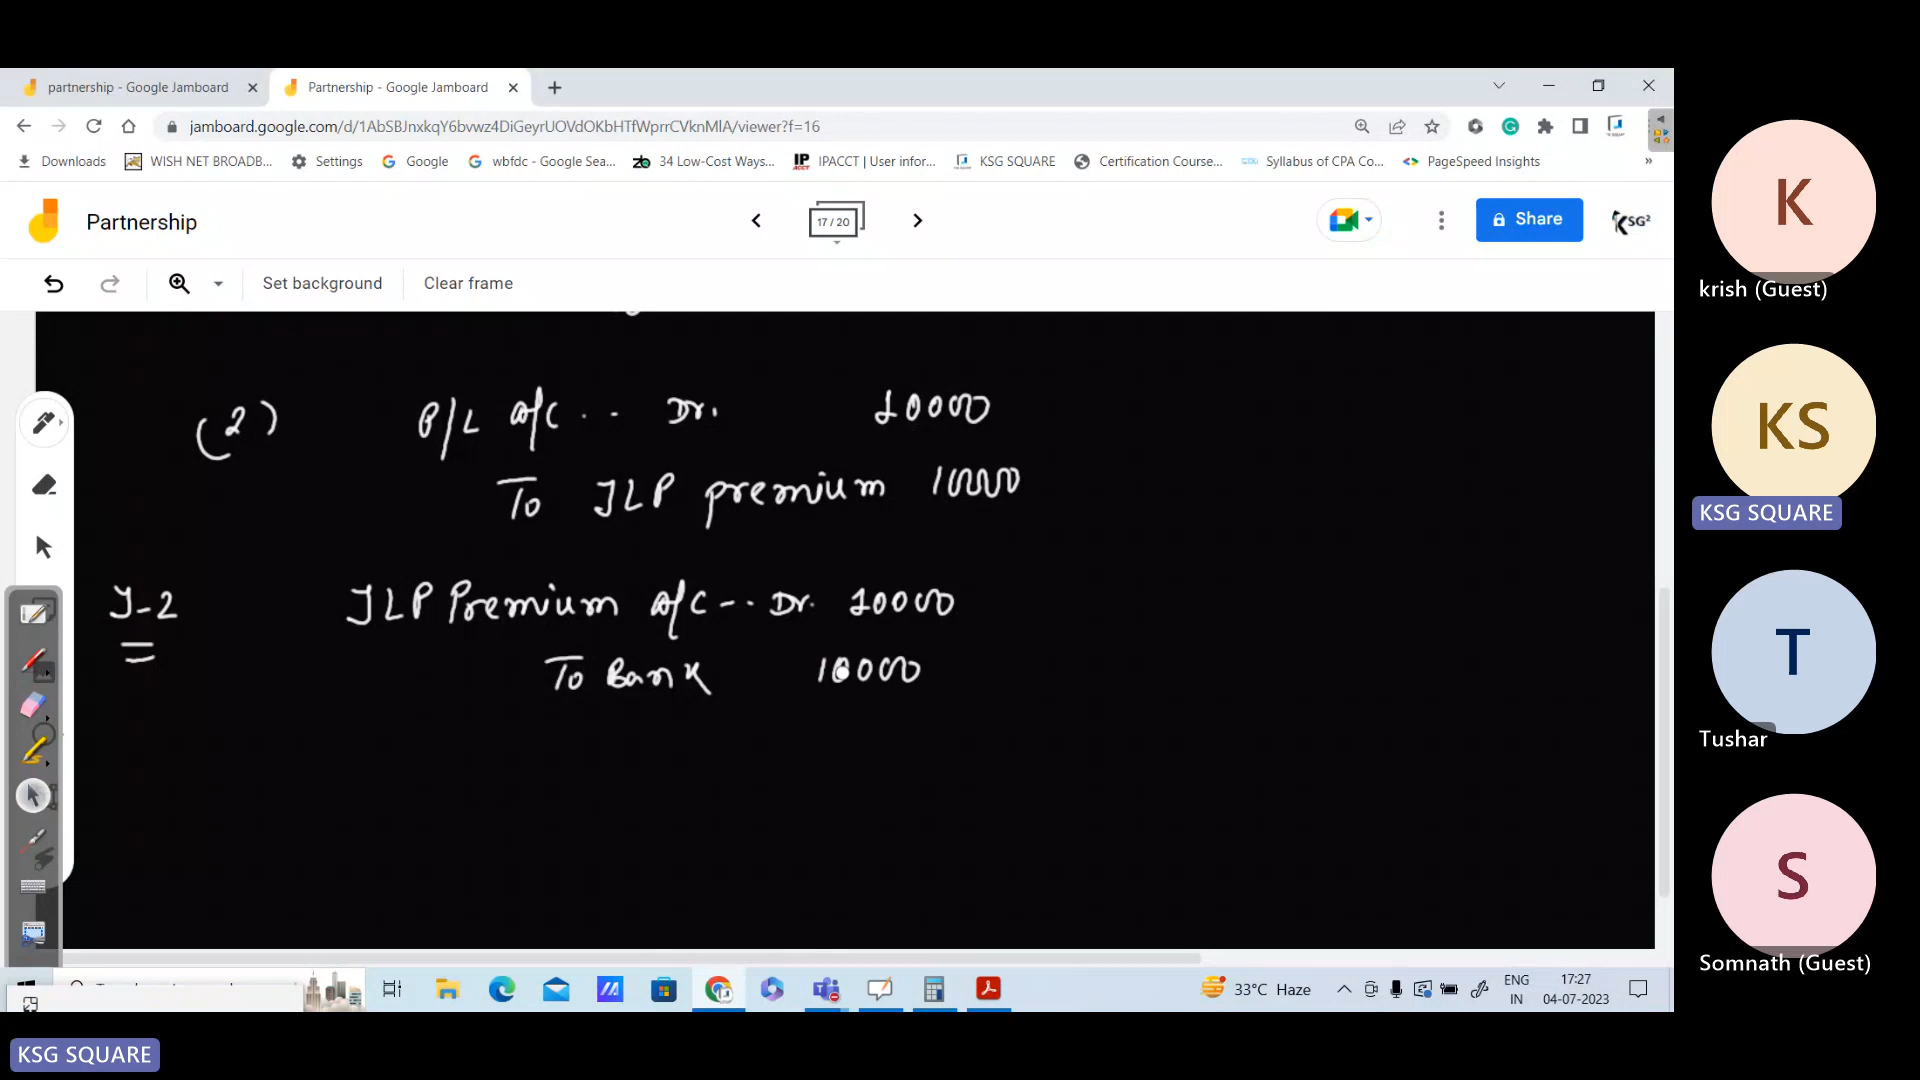 partnership - Google Jamboard
Partnership - Google Jamboard
jamboard.google.com/d/1AbSBJnxkqY6bvwz4DiGeyrUOVdOKbHTfWprrCVknMlA/viewer?f=16
Downloads
WISH NET BROADB...
Settings
Google
wbfdc - Google Sea...
34 Low-Cost Ways...
IPACCT | User infor...
KSG SQUARE
Certification Course...
Syllabus of CPA Co...
PageSpeed Insights
Partnership
17 / 20
Share
KSG²
Set background
Clear frame
(2) P/L A/C .. Dr. 10000
To JLP premium 10000
Y-2 JLP Premium A/C -.. Dr. 10000
To Bank 10000
K
krish (Guest)
KS
KSG SQUARE
T
Tushar
S
Somnath (Guest)
33°C Haze
ENG
IN
17:27
04-07-2023
KSG SQUARE